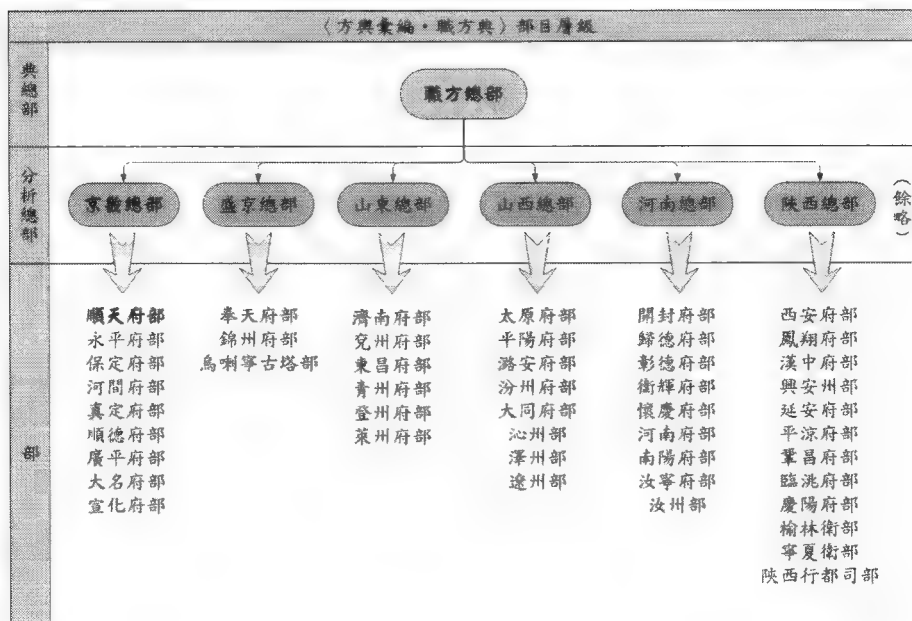 〈方輿彙編・職方典〉部目層級
典總部
職方總部
分析總部
京畿總部
盛京總部
山東總部
山西總部
河南總部
陝西總部
（餘略）
部
順天府部
永平府部
保定府部
河間府部
真定府部
順德府部
廣平府部
大名府部
宣化府部
奉天府部
錦州府部
烏喇寧古塔部
濟南府部
兗州府部
東昌府部
青州府部
登州府部
萊州府部
太原府部
平陽府部
潞安府部
汾州府部
大同府部
沁州部
澤州部
遼州部
開封府部
歸德府部
彰德府部
衛輝府部
懷慶府部
河南府部
南陽府部
汝寧府部
汝州部
西安府部
鳳翔府部
漢中府部
興安州部
延安府部
平涼府部
鞏昌府部
臨洮府部
慶陽府部
榆林衛部
寧夏衛部
陝西行都司部